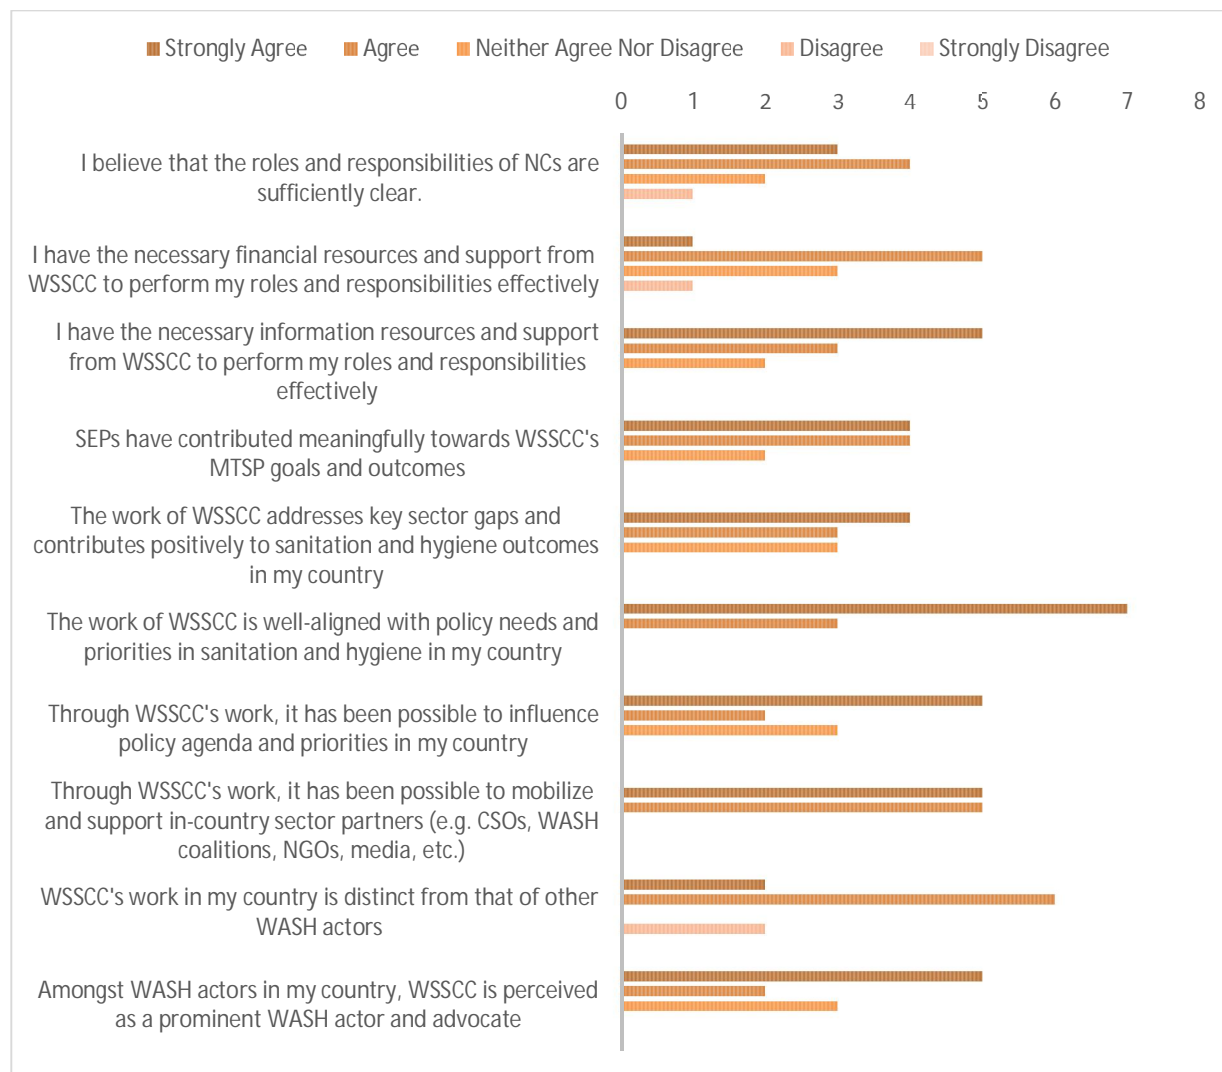 Strongly Agree Agree Neither Agree Nor Disagree Disagree Strongly Disagree
0 1 2 3 4 5 6 7 8
I believe that the roles and responsibilities of NCs are
sufficiently clear.
I have the necessary financial resources and support from
WSSCC to perform my roles and responsibilities effectively
I have the necessary information resources and support
from WSSCC to perform my roles and responsibilities
effectively
SEPs have contributed meaningfully towards WSSCC's
MTSP goals and outcomes
The work of WSSCC addresses key sector gaps and
contributes positively to sanitation and hygiene outcomes
in my country
The work of WSSCC is well-aligned with policy needs and
priorities in sanitation and hygiene in my country
Through WSSCC's work, it has been possible to influence
policy agenda and priorities in my country
Through WSSCC's work, it has been possible to mobilize
and support in-country sector partners (e.g. CSOs, WASH
coalitions, NGOs, media, etc.)
WSSCC's work in my country is distinct from that of other
WASH actors
Amongst WASH actors in my country, WSSCC is perceived
as a prominent WASH actor and advocate